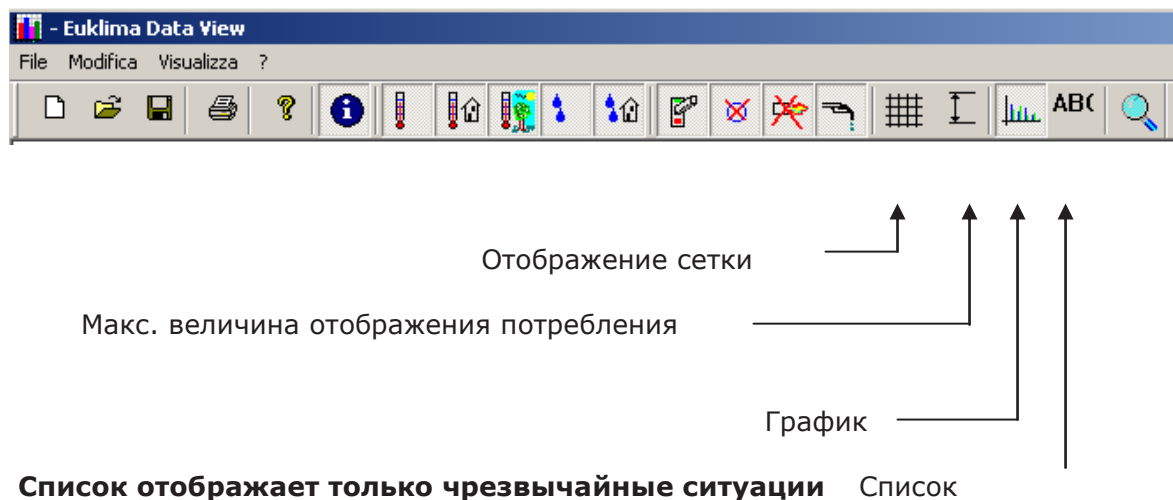 - Euklima Data View
File Modifica Visualizza ?
ABC
Отображение сетки
Макс. величина отображения потребления
График
Список отображает только чрезвычайные ситуации Список